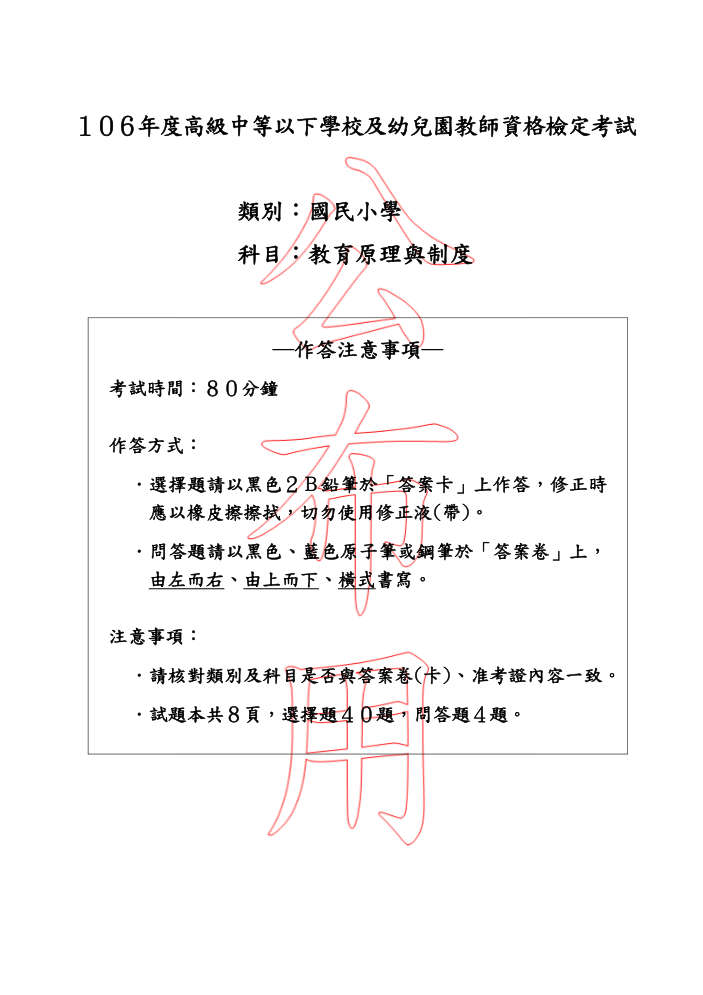 106年度高級中等以下學校及幼兒園教師資格檢定考試
類別：國民小學
科目：教育原理與制度
—作答注意事項—
考試時間：80分鐘
作答方式：
．選擇題請以黑色2B鉛筆於「答案卡」上作答，修正時
應以橡皮擦擦拭，切勿使用修正液(帶)。
．問答題請以黑色、藍色原子筆或鋼筆於「答案卷」上，
由左而右、由上而下、橫式書寫。
注意事項：
．請核對類別及科目是否與答案卷(卡)、准考證內容一致。
．試題本共8頁，選擇題40題，問答題4題。
公
布
用